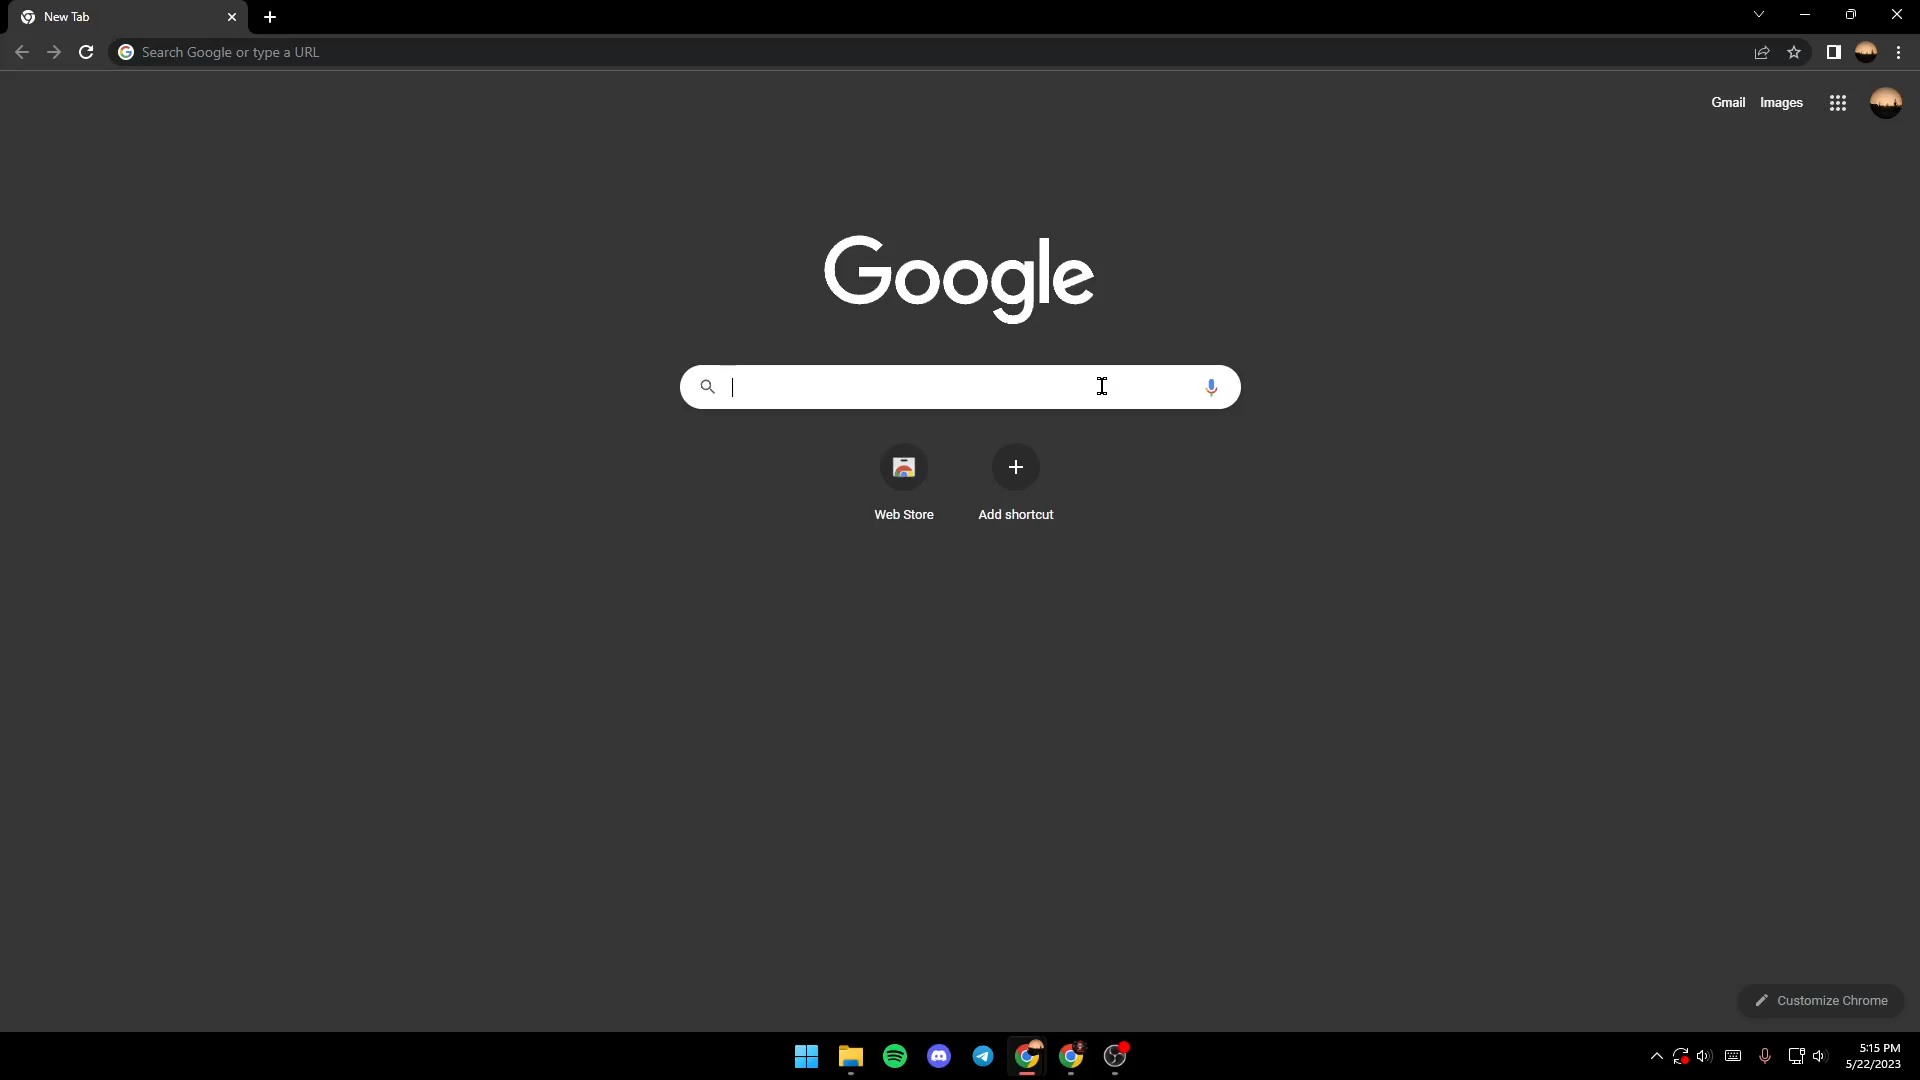 New Tab
Search Google or type a URL
Gmail Images
Google
Web Store Add shortcut
Customize Chrome
5:15 PM
5/22/2023